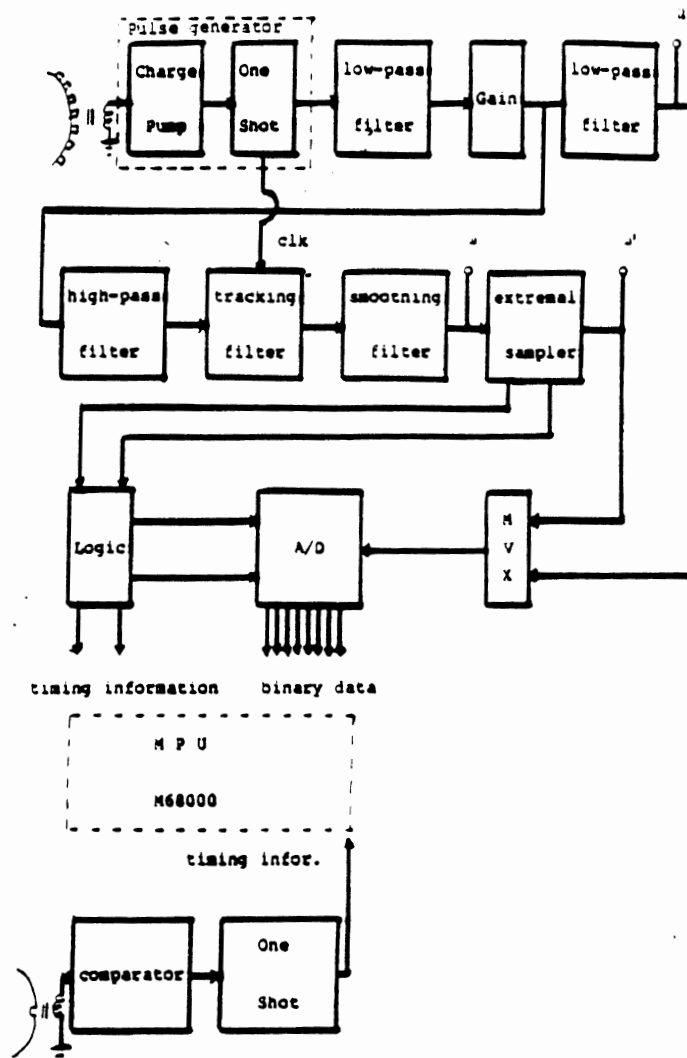 Pulse generator
Charge
Pump
One
Shot
low-pass
filter
Gain
low-pass
filter
clk
high-pass
filter
tracking
filter
smootning
filter
extremal
sampler
Logic
A/D
M
V
X
timing information
binary data
M P U
M68000
timing infor.
comparator
One
Shot